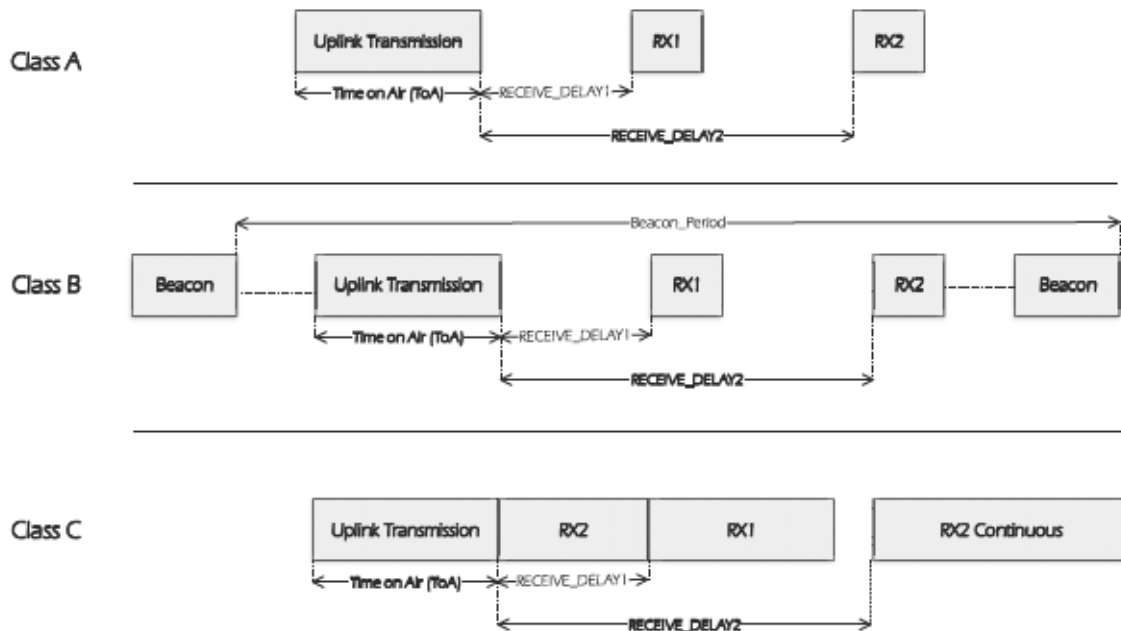 Class A
Uplink Transmission
RX1
RX2
Time on Air (ToA)
RECEIVE_DELAY1
RECEIVE_DELAY2
Beacon_Period
Class B
Beacon
Uplink Transmission
RX1
RX2
Beacon
Time on Air (ToA)
RECEIVE_DELAY1
RECEIVE_DELAY2
Class C
Uplink Transmission
RX2
RX1
RX2 Continuous
Time on Air (ToA)
RECEIVE_DELAY1
RECEIVE_DELAY2